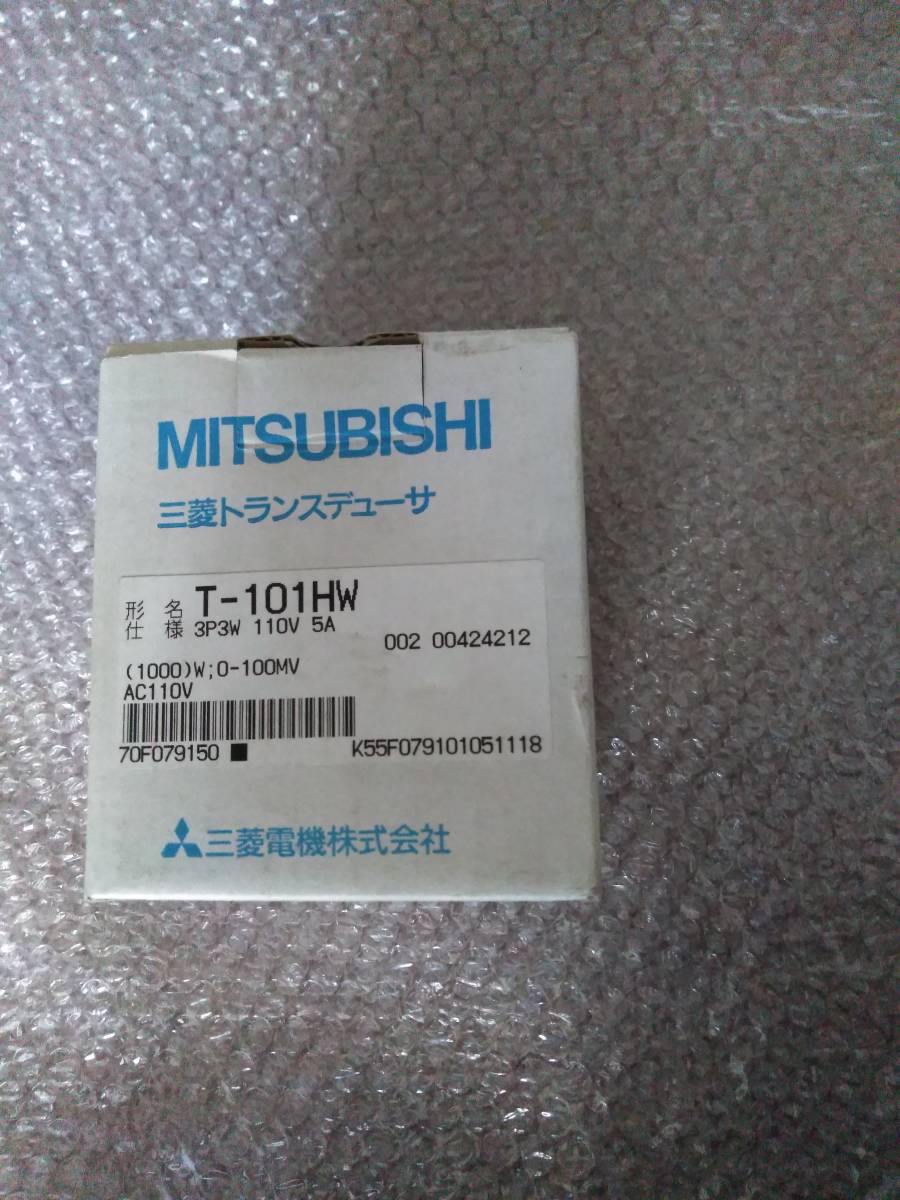 MITSUBISHI
三菱トランスデューサ
形 名 T-101HW
仕 様 3P3W 110V 5A
002 00424212
(1000)W;0-100MV
AC110V
70F079150 K55F079101051118
三菱電機株式会社